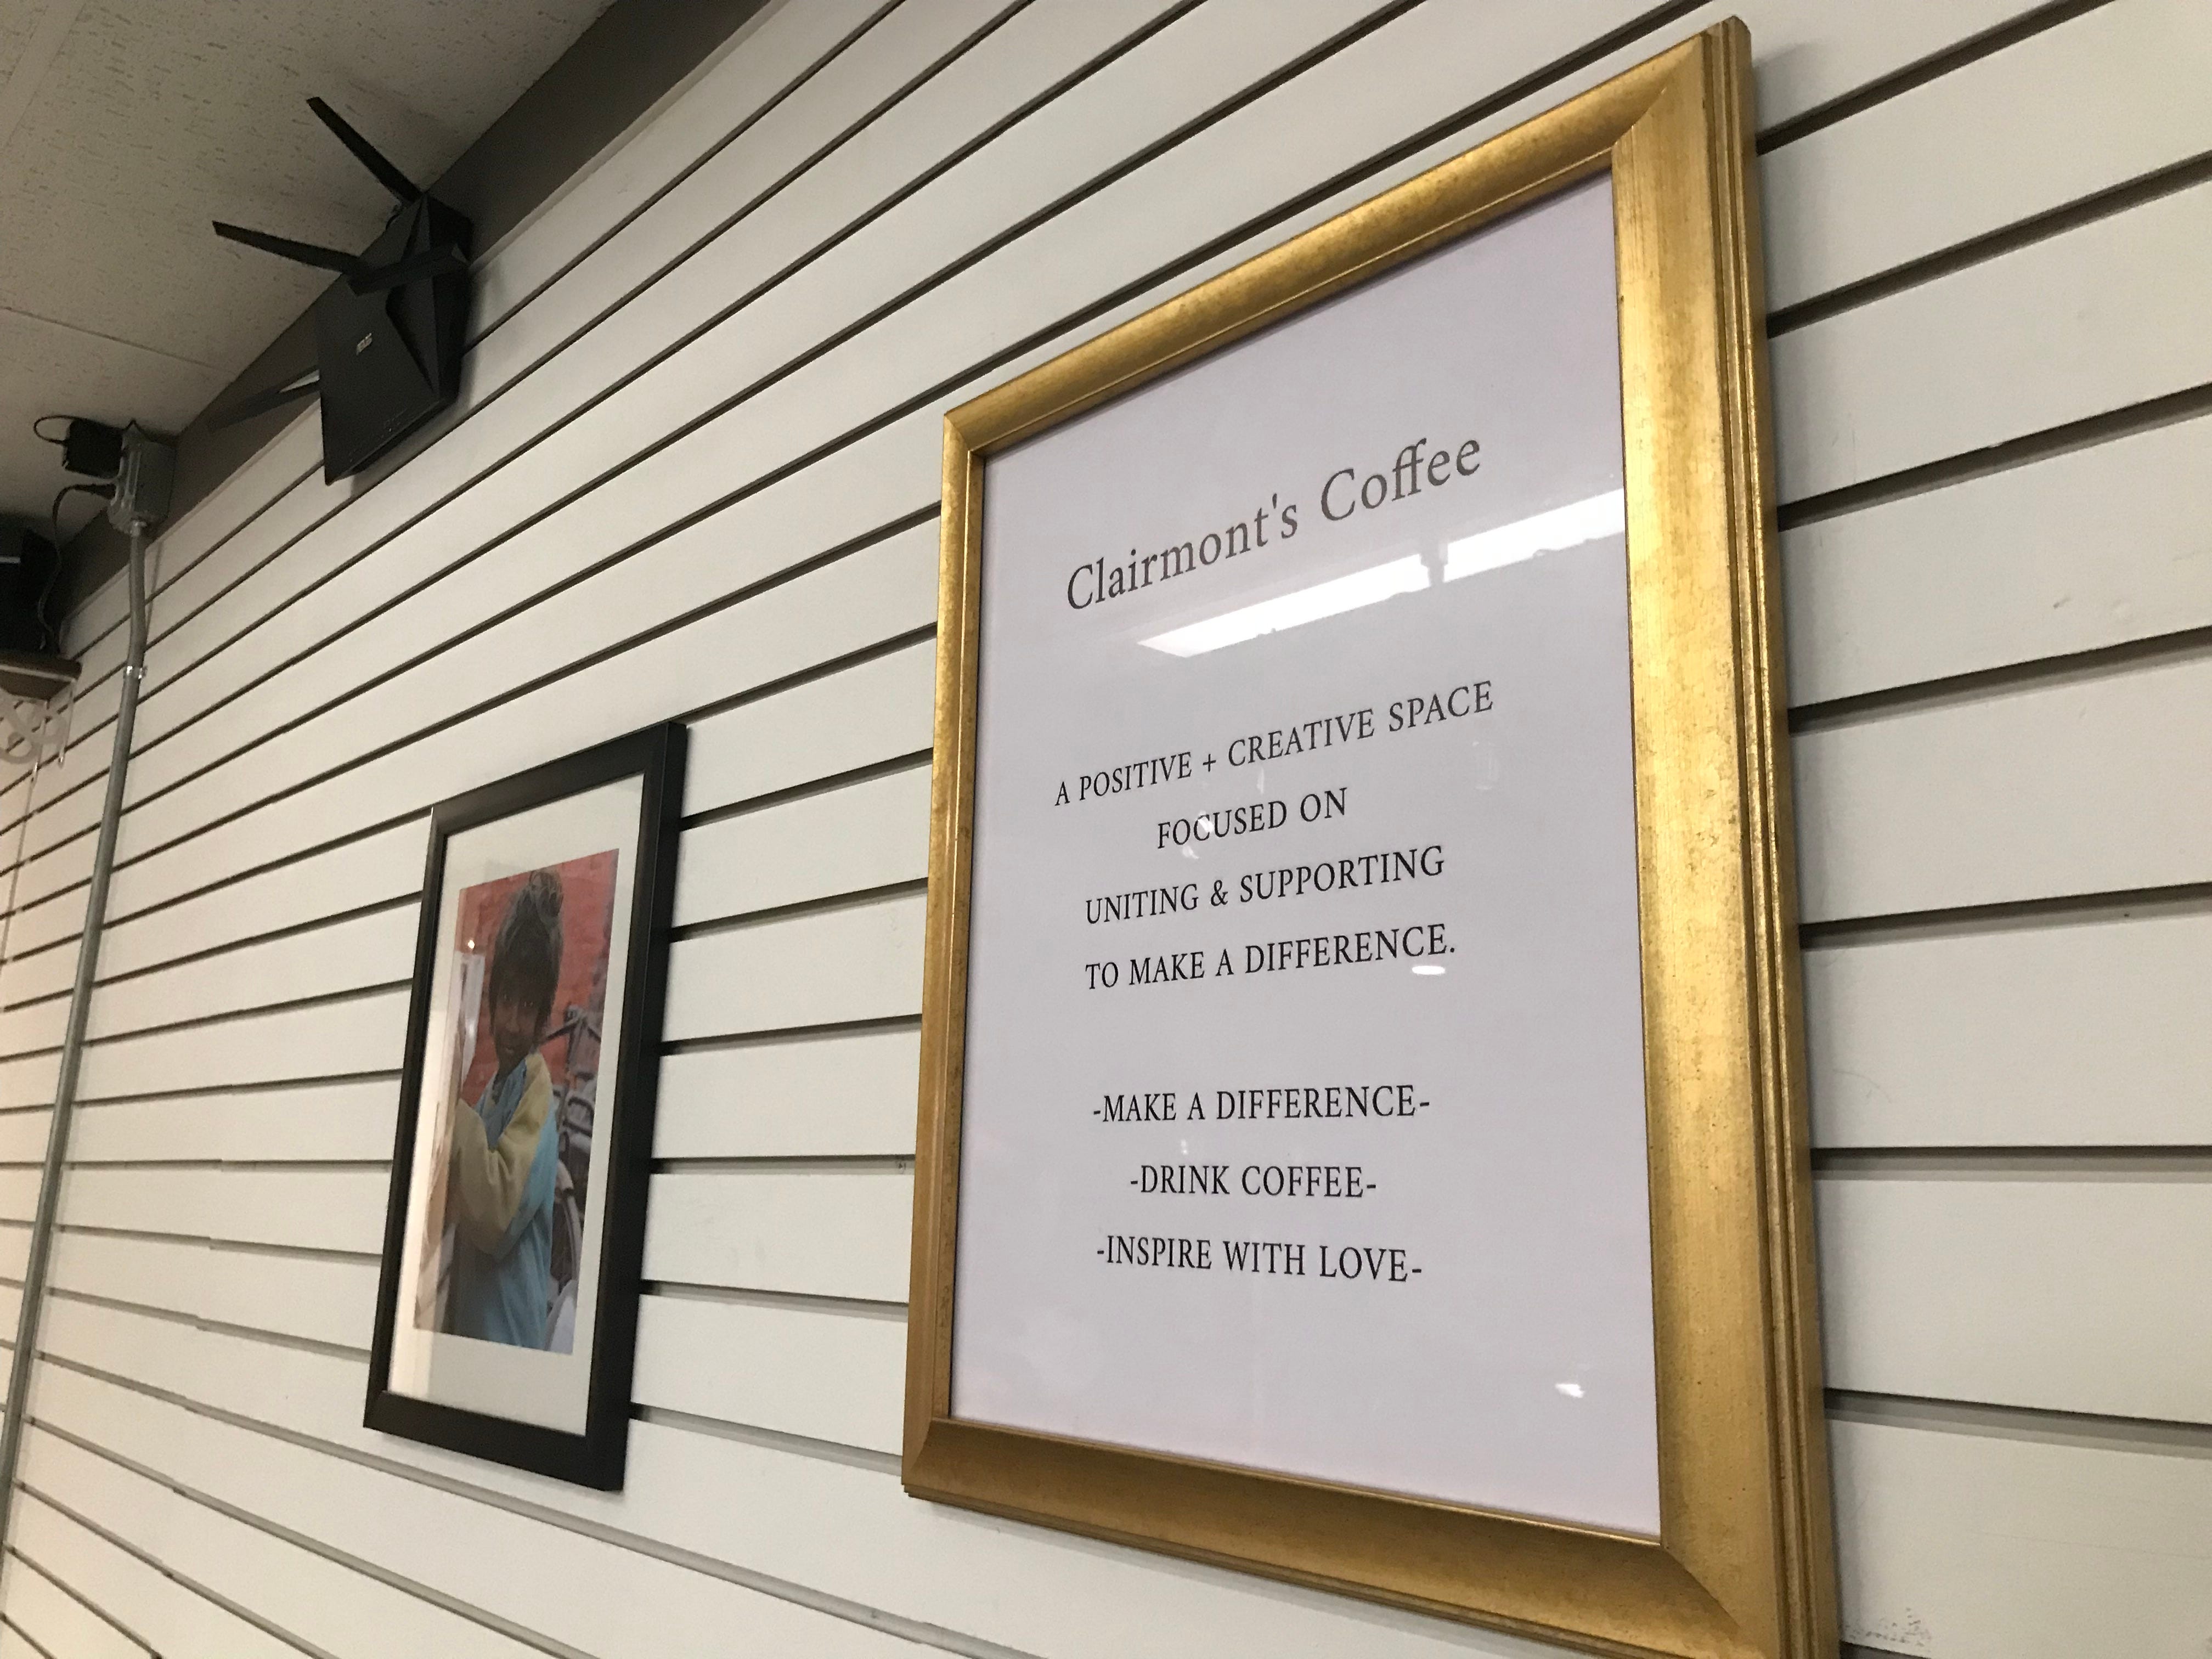 Clairmont's Coffee
A POSITIVE + CREATIVE SPACE
FOCUSED ON
UNITING & SUPPORTING
TO MAKE A DIFFERENCE.
-MAKE A DIFFERENCE-
-DRINK COFFEE-
-INSPIRE WITH LOVE-